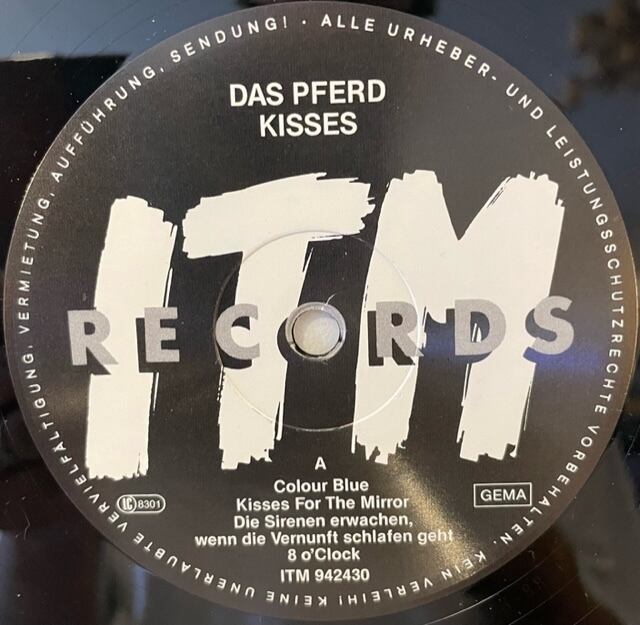 DAS PFERD
KISSES
ITM
RECORDS
A
Colour Blue
Kisses For The Mirror
Die Sirenen erwachen,
wenn die Vernunft schlafen geht
8 o'Clock
ITM 942430
LC 8301
GEMA
ALLE URHEBER- UND LEISTUNGSSCHUTZRECHTE VORBEHALTEN. KEIN VERLEIH! KEINE UNERLAUBTE VERVIELFÄLTIGUNG, VERMIETUNG, AUFFÜHRUNG, SENDUNG! ·